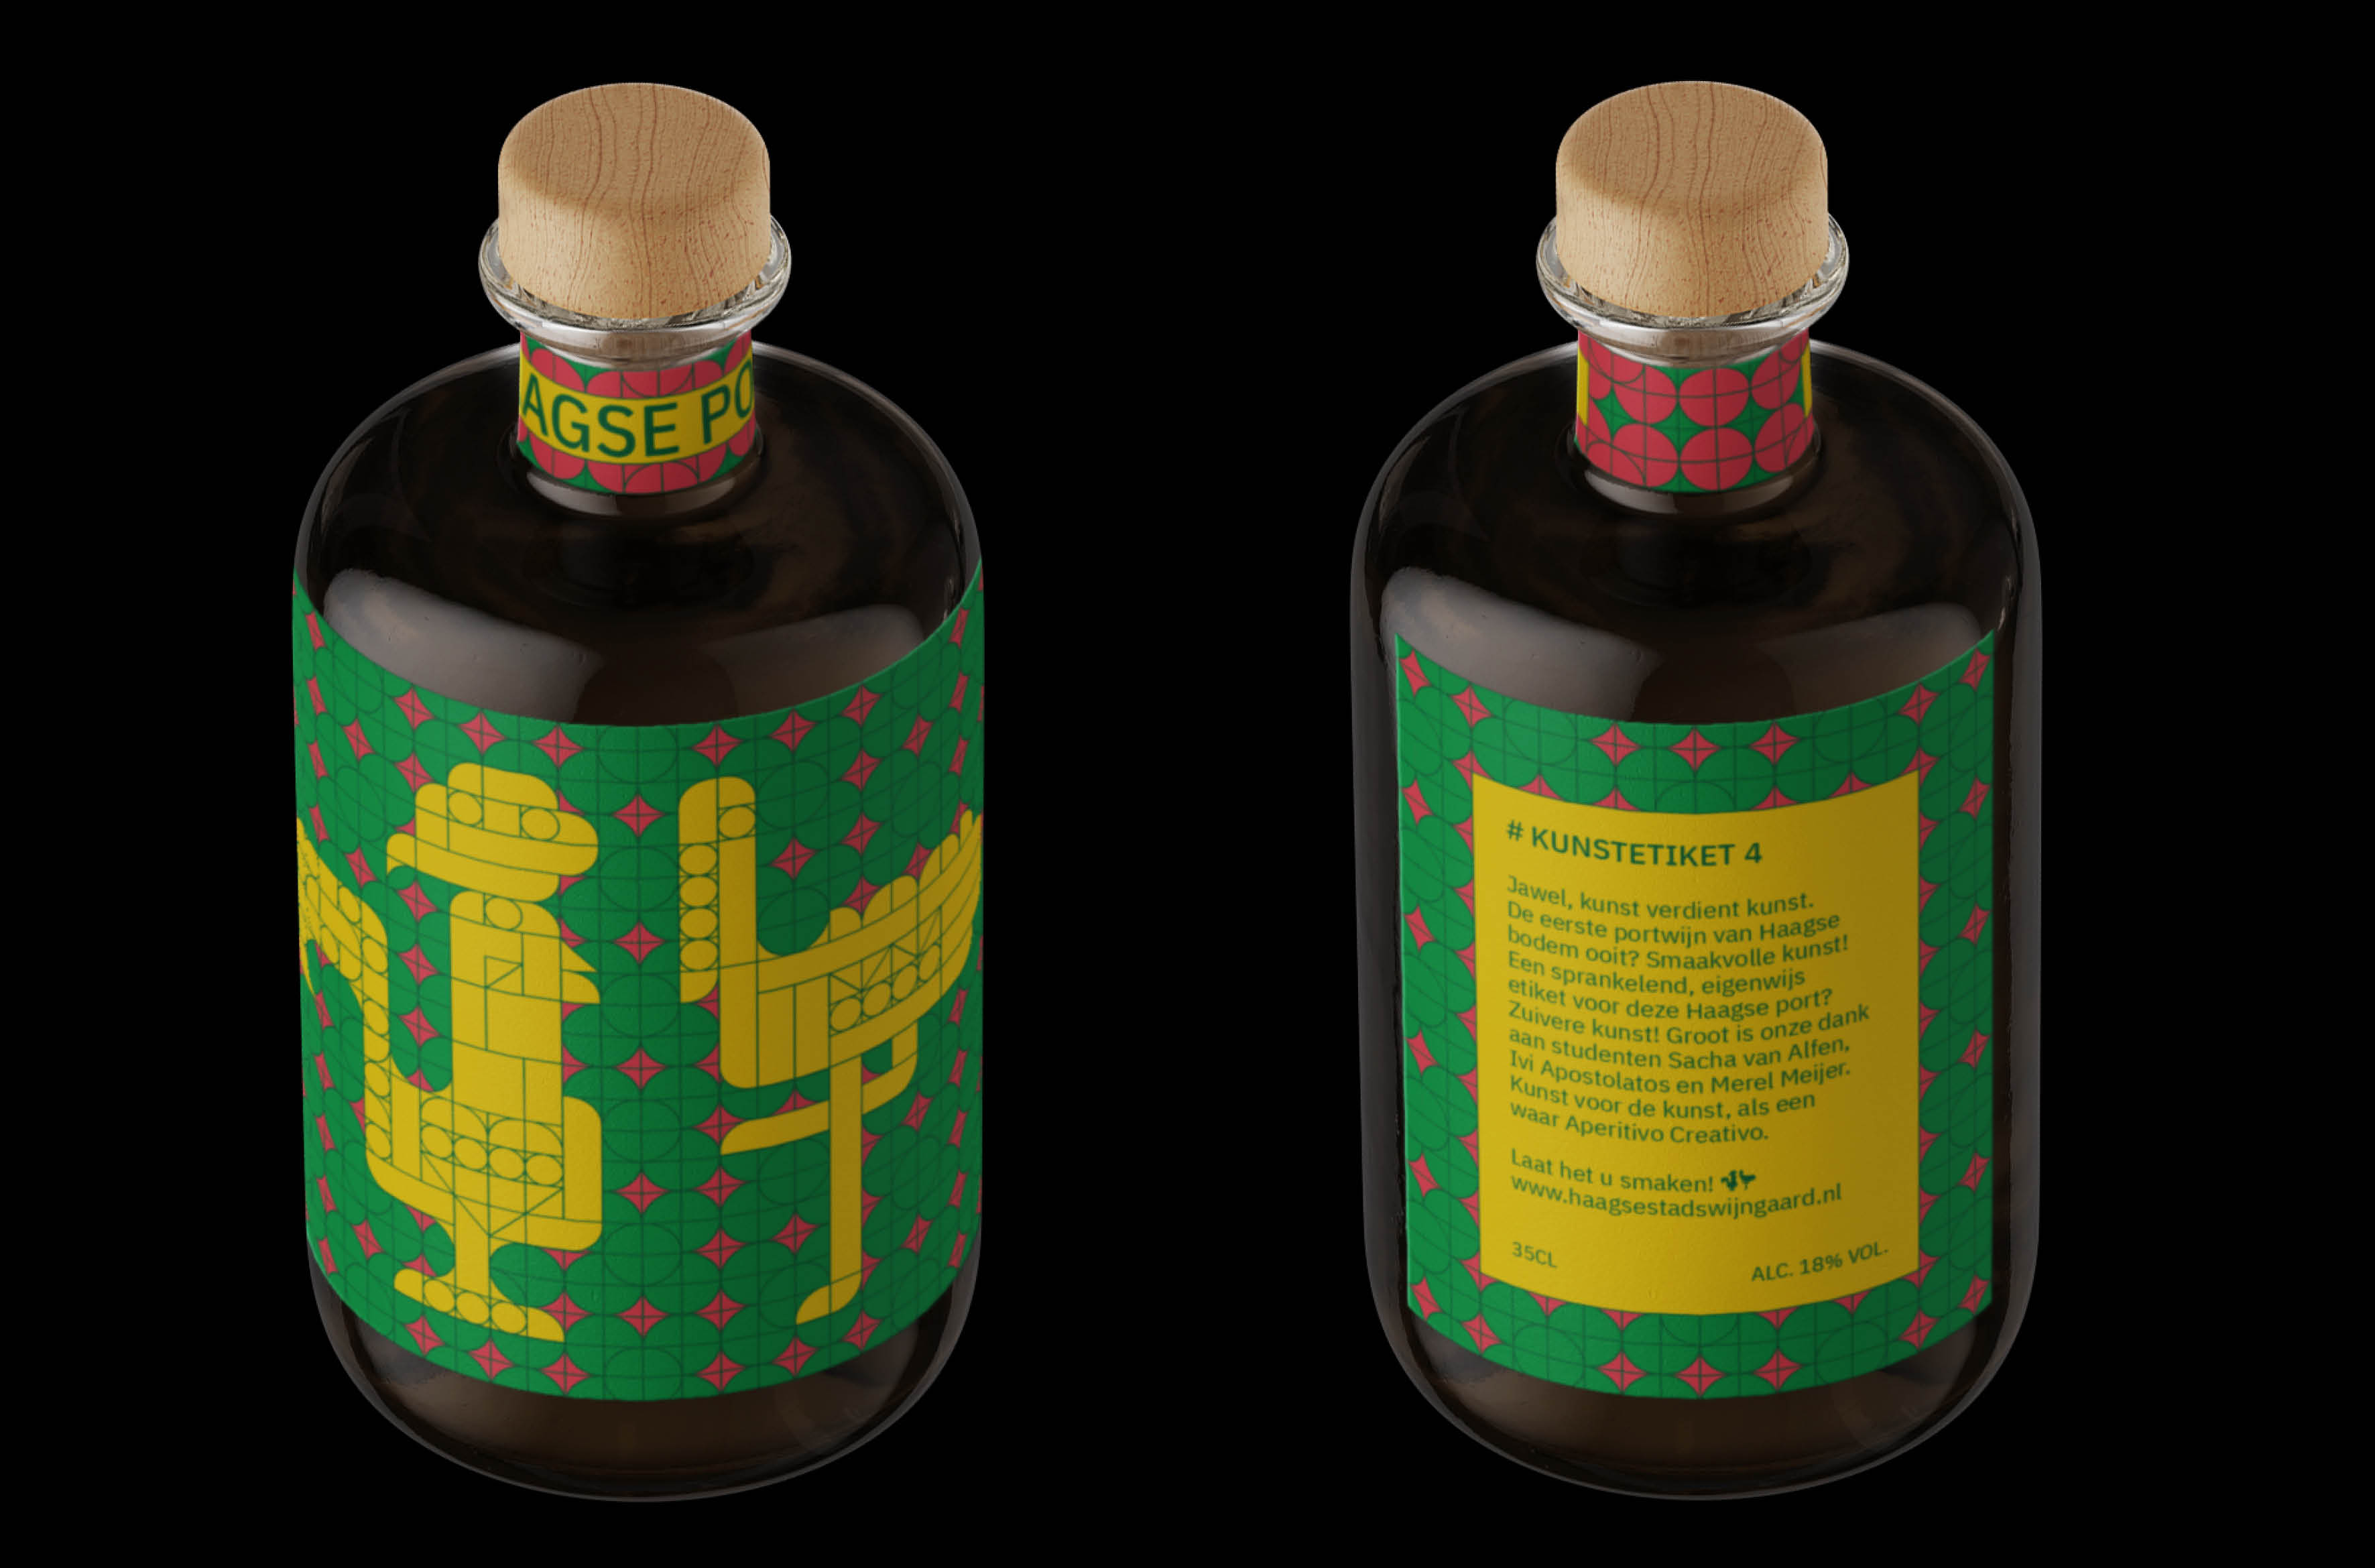 AGSE PO
# KUNSTETIKET 4
Jawel, kunst verdient kunst.
De eerste portwijn van Haagse
bodem ooit? Smaakvolle kunst!
Een sprankelend, eigenwijs
etiket voor deze Haagse port?
Zuivere kunst! Groot is onze dank
aan studenten Sacha van Alfen,
Ivi Apostolatos en Merel Meijer.
Kunst voor de kunst, als een
waar Aperitivo Creativo.
Laat het u smaken!
www.haagsestadswijngaard.nl
35CL
ALC. 18% VOL.